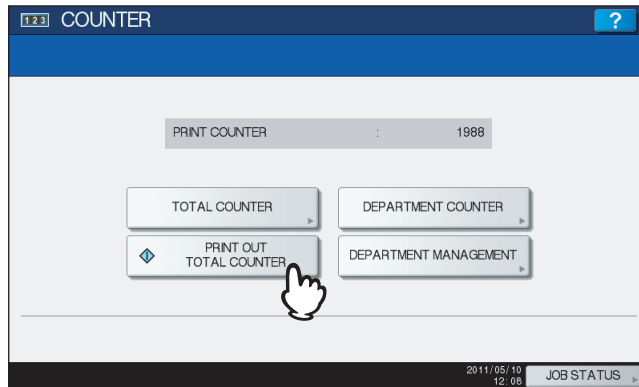 123 COUNTER ?
PRINT COUNTER : 1988
TOTAL COUNTER
DEPARTMENT COUNTER
PRINT OUT
TOTAL COUNTER
DEPARTMENT MANAGEMENT
2011/05/10
12:08
JOB STATUS